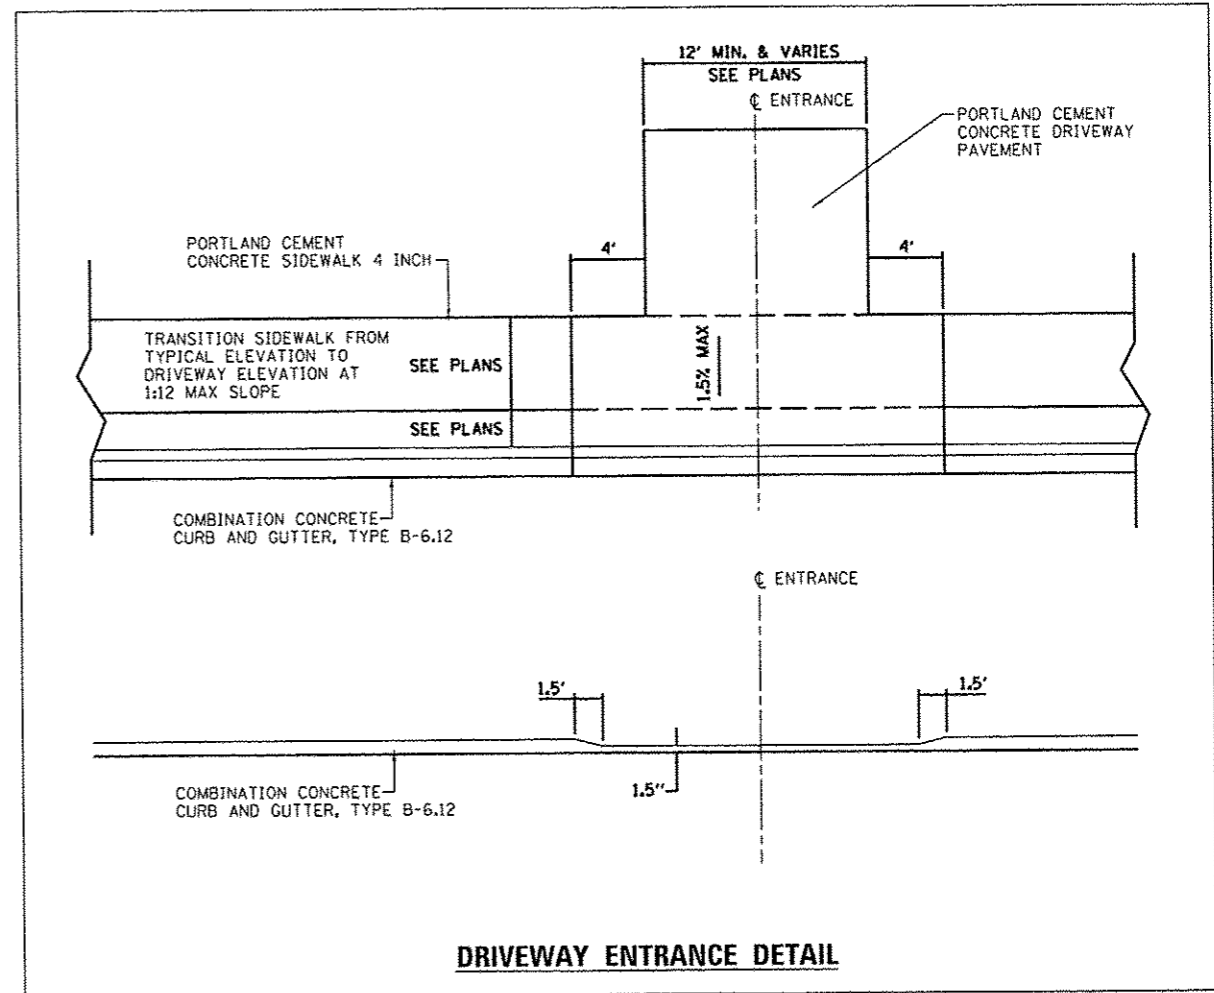 12' MIN. & VARIES
SEE PLANS
℄ ENTRANCE
PORTLAND CEMENT
CONCRETE DRIVEWAY
PAVEMENT
PORTLAND CEMENT
CONCRETE SIDEWALK 4 INCH
4'
4'
TRANSITION SIDEWALK FROM
TYPICAL ELEVATION TO
DRIVEWAY ELEVATION AT
1:12 MAX SLOPE
SEE PLANS
1.5% MAX
SEE PLANS
COMBINATION CONCRETE
CURB AND GUTTER, TYPE B-6.12
℄ ENTRANCE
1.5'
1.5'
1.5"
COMBINATION CONCRETE
CURB AND GUTTER, TYPE B-6.12
DRIVEWAY ENTRANCE DETAIL